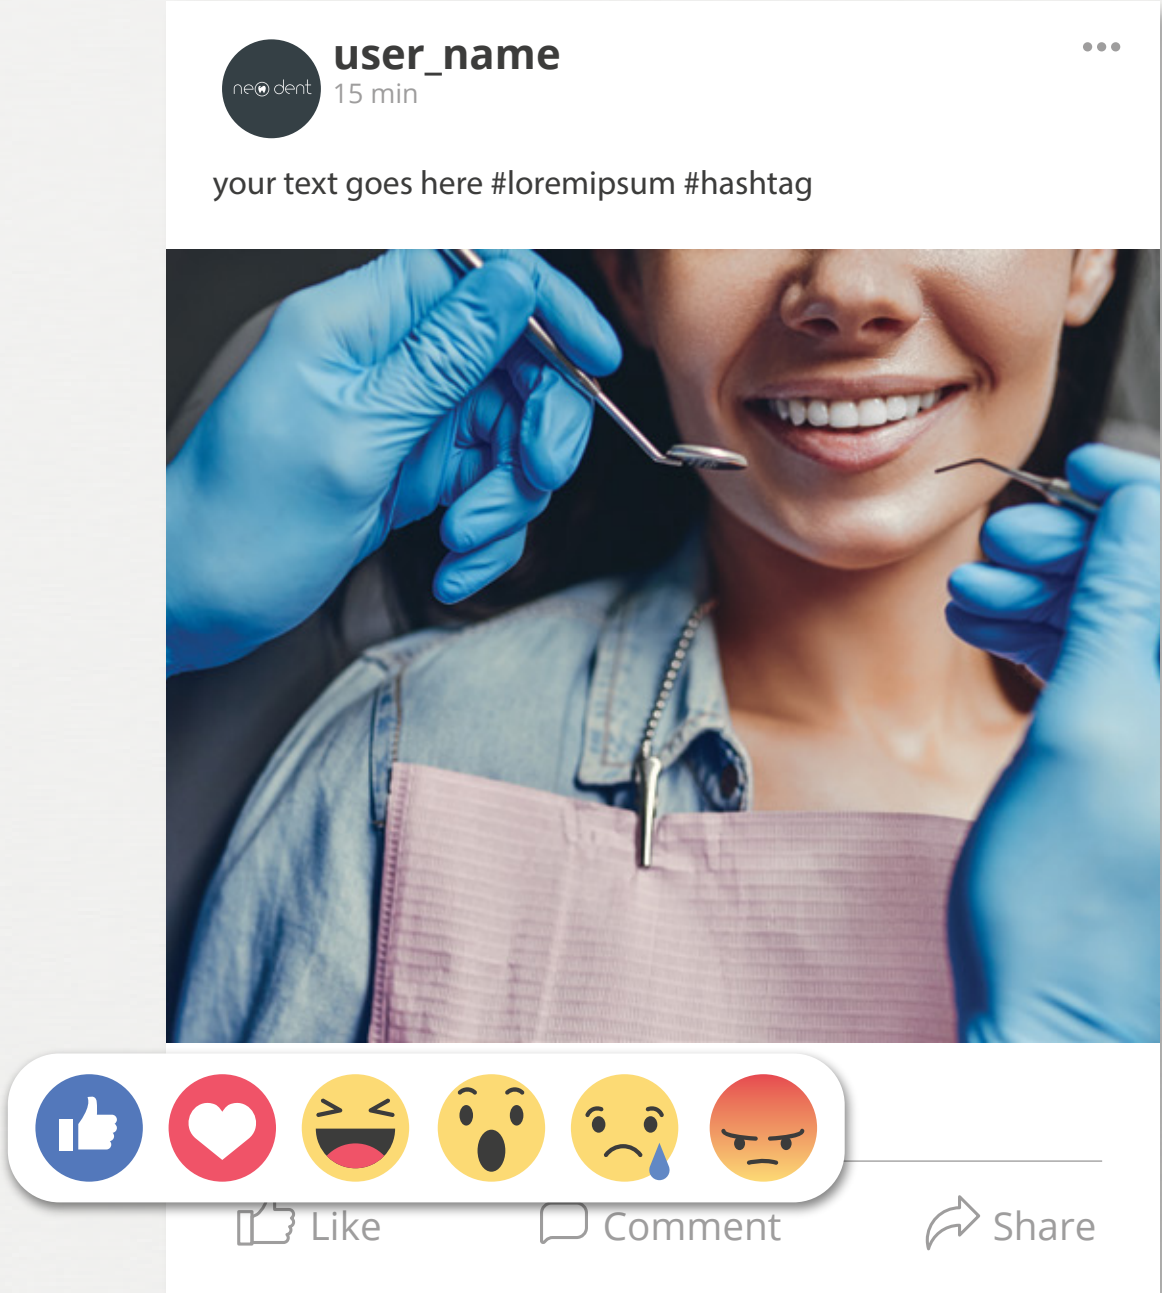 neo dent
user_name
15 min
your text goes here #loremipsum #hashtag
Like
Comment
Share